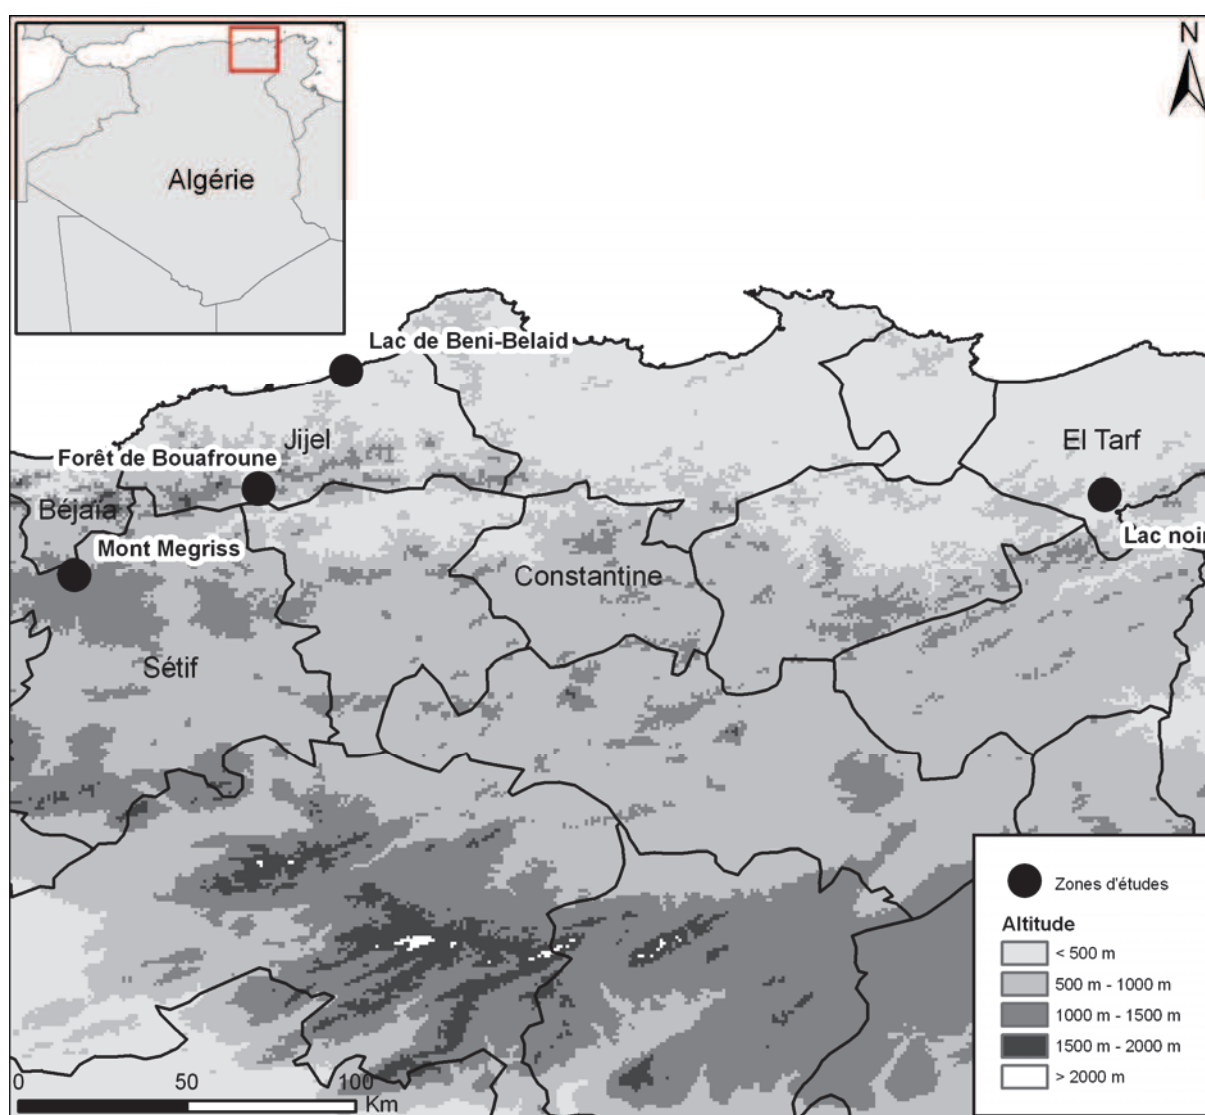 N
Algérie
Lac de Beni-Belaid
Jijel
El Tarf
Forêt de Bouafroune
Béjaïa
Lac noir
Mont Megriss
Constantine
Sétif
Zones d'études
Altitude
< 500 m
500 m - 1000 m
1000 m - 1500 m
1500 m - 2000 m
> 2000 m
0 50 100
Km